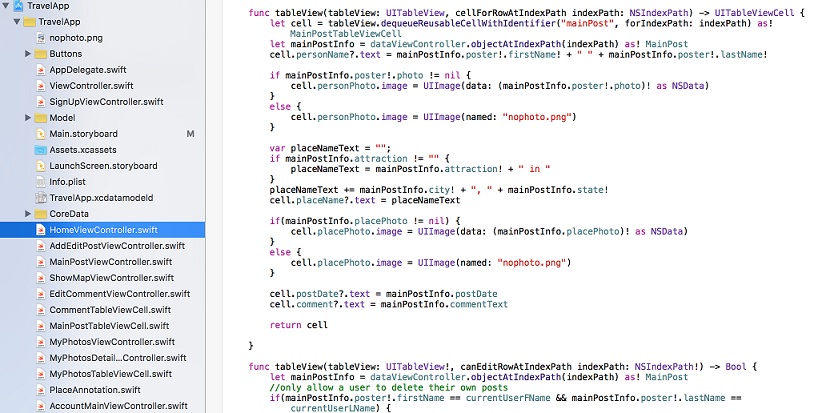 TravelApp
TravelApp
nophoto.png
Buttons
AppDelegate.swift
ViewController.swift
SignUpViewController.swift
Model
Main.storyboard M
Assets.xcassets
LaunchScreen.storyboard
Info.plist
TravelApp.xcdatamodeld
CoreData
HomeViewController.swift
AddEditPostViewController.swift
MainPostViewController.swift
ShowMapViewController.swift
EditCommentViewController.swift
CommentTableViewCell.swift
MainPostTableViewCell.swift
MyPhotosViewController.swift
MyPhotosDetail...Controller.swift
MyPhotosTableViewCell.swift
PlaceAnnotation.swift
AccountMainViewController.swift
func tableView(tableView: UITableView, cellForRowAtIndexPath indexPath: NSIndexPath) -> UITableViewCell {
let cell = tableView.dequeueReusableCellWithIdentifier("mainPost", forIndexPath: indexPath) as!
MainPostTableViewCell
let mainPostInfo = dataViewController.objectAtIndexPath(indexPath) as! MainPost
cell.personName?.text = mainPostInfo.poster!.firstName! + " " + mainPostInfo.poster!.lastName!
if mainPostInfo.poster!.photo != nil {
cell.personPhoto.image = UIImage(data: (mainPostInfo.poster!.photo)! as NSData)
}
else {
cell.personPhoto.image = UIImage(named: "nophoto.png")
}
var placeNameText = "";
if mainPostInfo.attraction != "" {
placeNameText = mainPostInfo.attraction! + " in "
}
placeNameText += mainPostInfo.city! + ", " + mainPostInfo.state!
cell.placeName?.text = placeNameText
if(mainPostInfo.placePhoto != nil) {
cell.placePhoto.image = UIImage(data: (mainPostInfo.placePhoto)! as NSData)
}
else {
cell.placePhoto.image = UIImage(named: "nophoto.png")
}
cell.postDate?.text = mainPostInfo.postDate
cell.comment?.text = mainPostInfo.commentText
return cell
}
func tableView(tableView: UITableView!, canEditRowAtIndexPath indexPath: NSIndexPath!) -> Bool {
let mainPostInfo = dataViewController.objectAtIndexPath(indexPath) as! MainPost
//only allow a user to delete their own posts
if(mainPostInfo.poster!.firstName == currentUserFName && mainPostInfo.poster!.lastName ==
currentUserLName) {